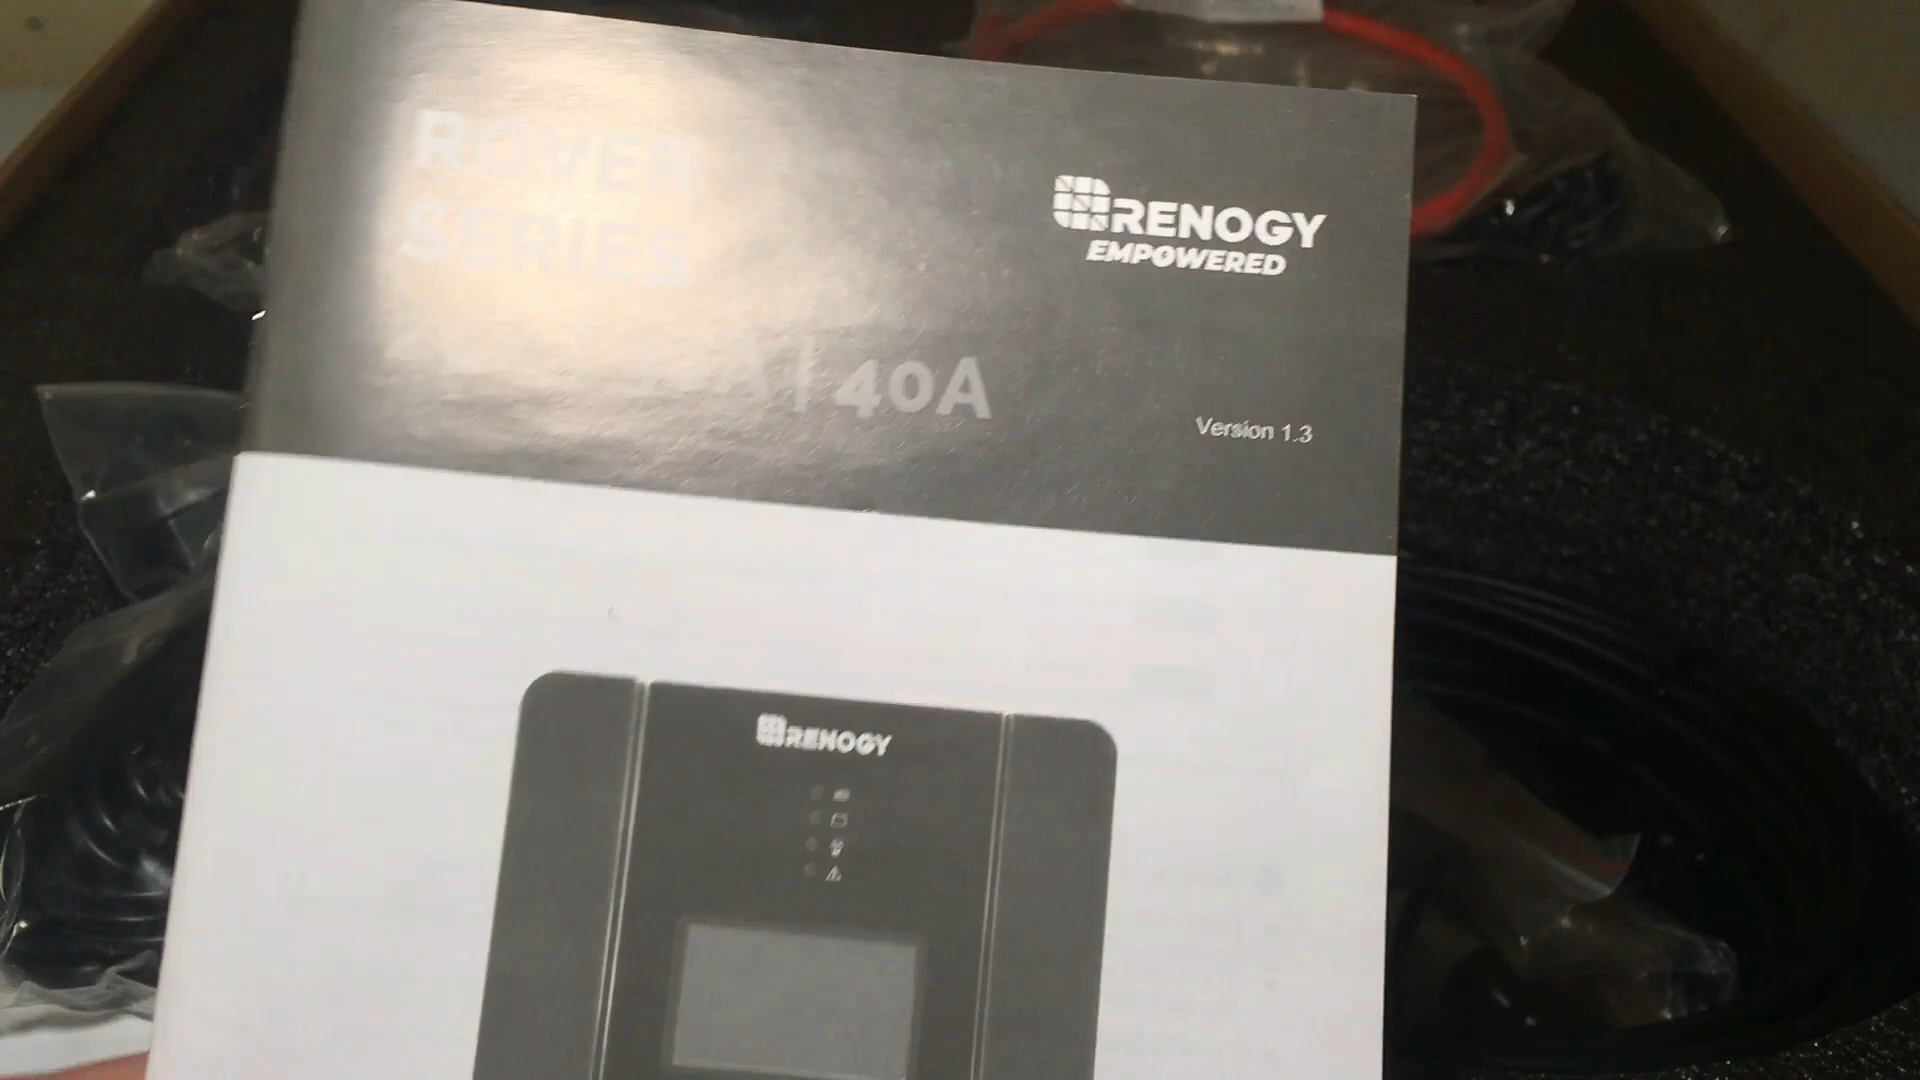 ROVER
SERIES
RENOGY
EMPOWERED
A | 40A
Version 1.3
RENOGY